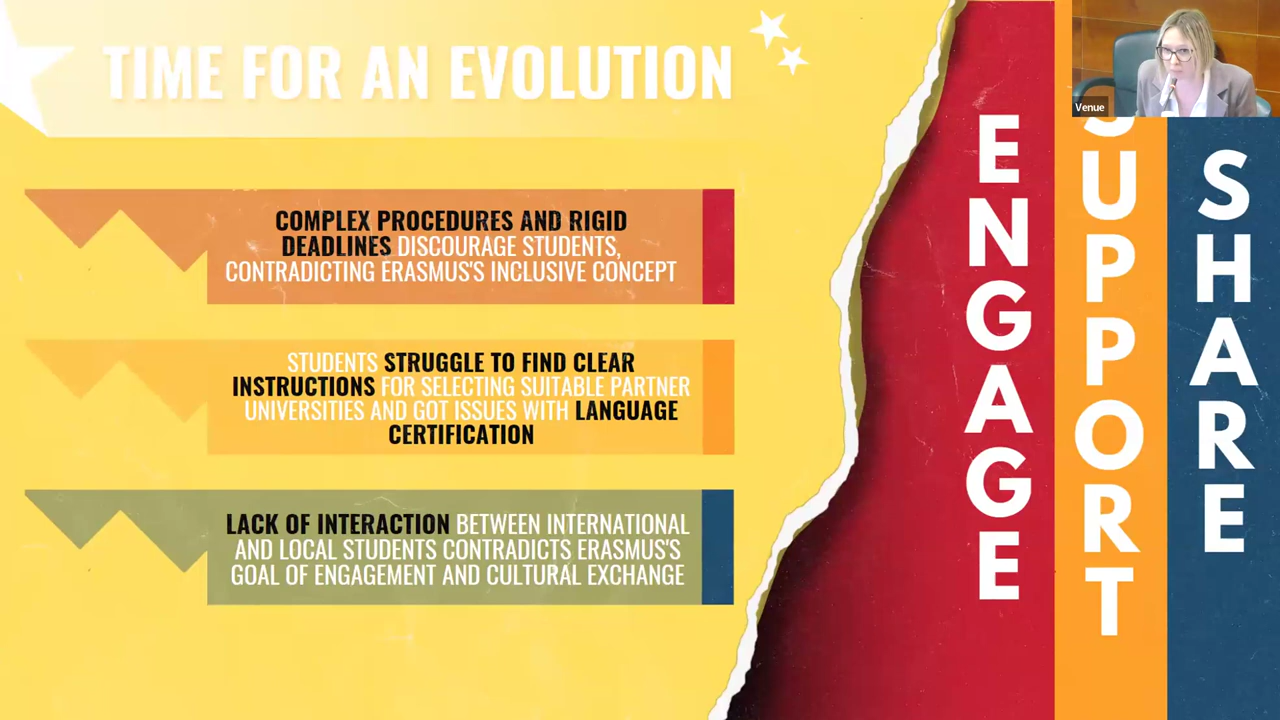 TIME FOR AN EVOLUTION
COMPLEX PROCEDURES AND RIGID
DEADLINES DISCOURAGE STUDENTS,
CONTRADICTING ERASMUS'S INCLUSIVE CONCEPT
STUDENTS STRUGGLE TO FIND CLEAR
INSTRUCTIONS FOR SELECTING SUITABLE PARTNER
UNIVERSITIES AND GOT ISSUES WITH LANGUAGE
CERTIFICATION
LACK OF INTERACTION BETWEEN INTERNATIONAL
AND LOCAL STUDENTS CONTRADICTS ERASMUS'S
GOAL OF ENGAGEMENT AND CULTURAL EXCHANGE
ENGAGE
SUPPORT
SHARE
Venue